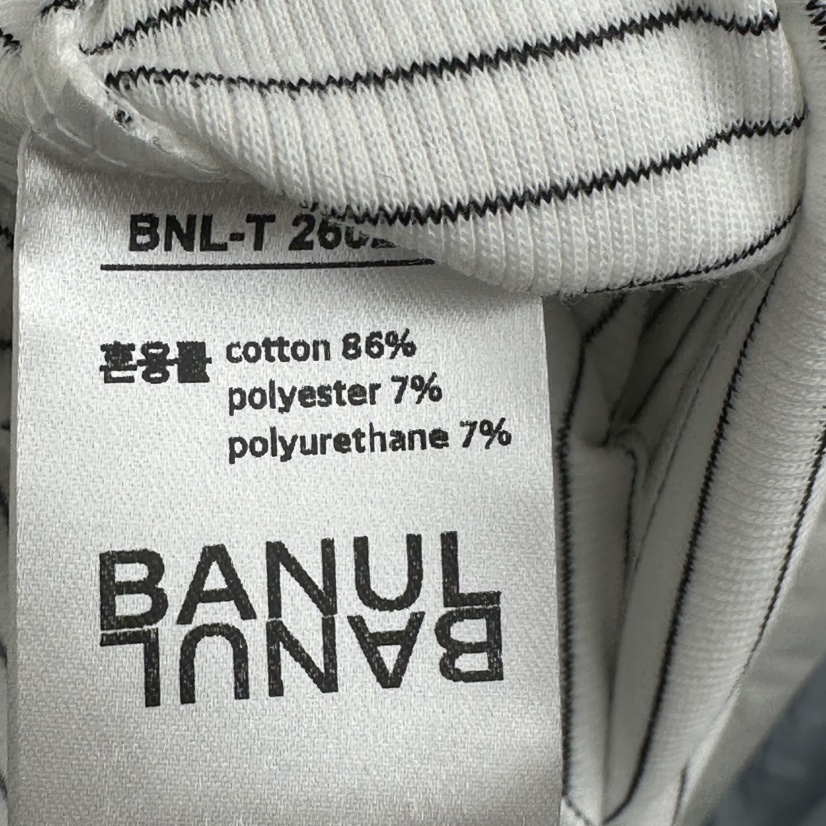 BNL-T
혼용률 cotton 86%
polyester 7%
polyurethane 7%
BANUL
BANUL